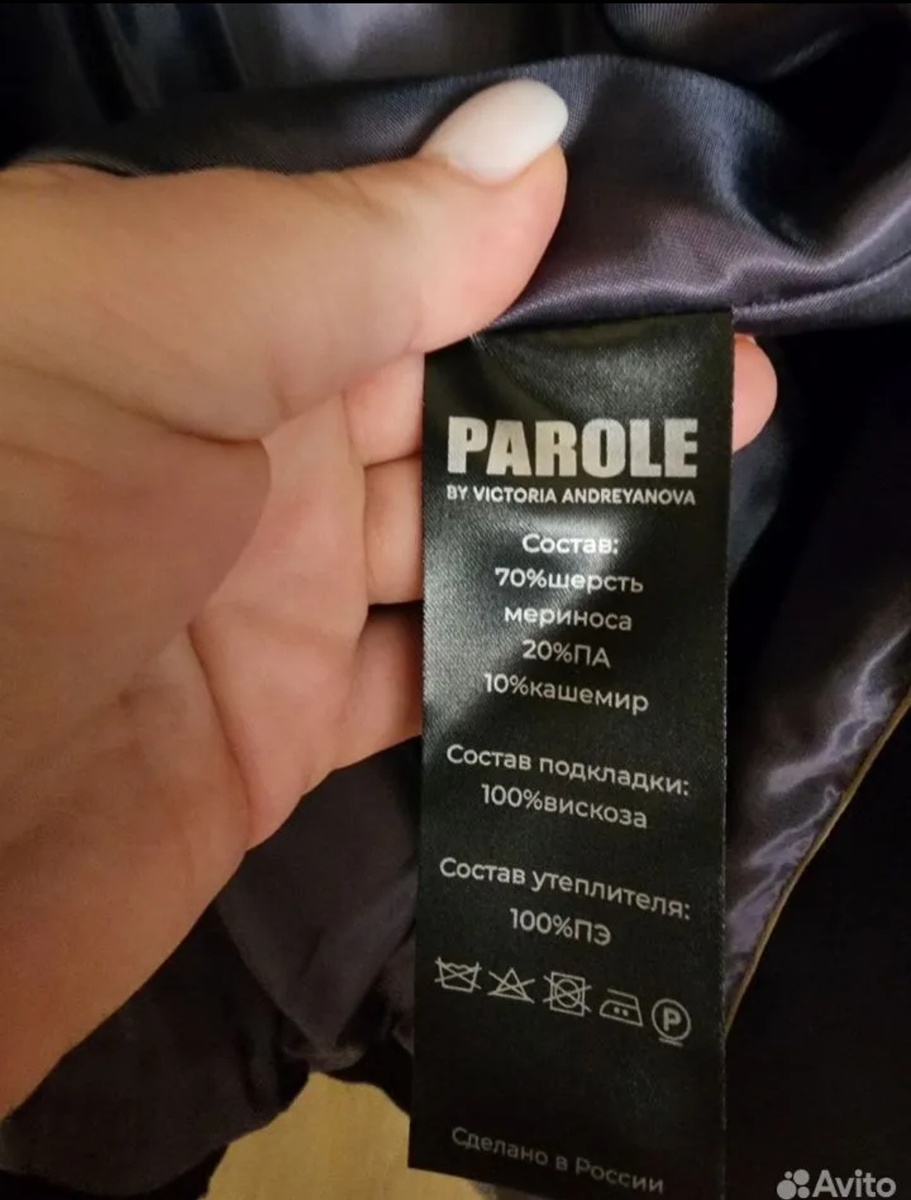 PAROLE
BY VICTORIA ANDREYANOVA
Состав:
70%шерсть
мериноса
20%ПА
10%кашемир
Состав подкладки:
100%вискоза
Состав утеплителя:
100%ПЭ
P
Сделано в России
Avito